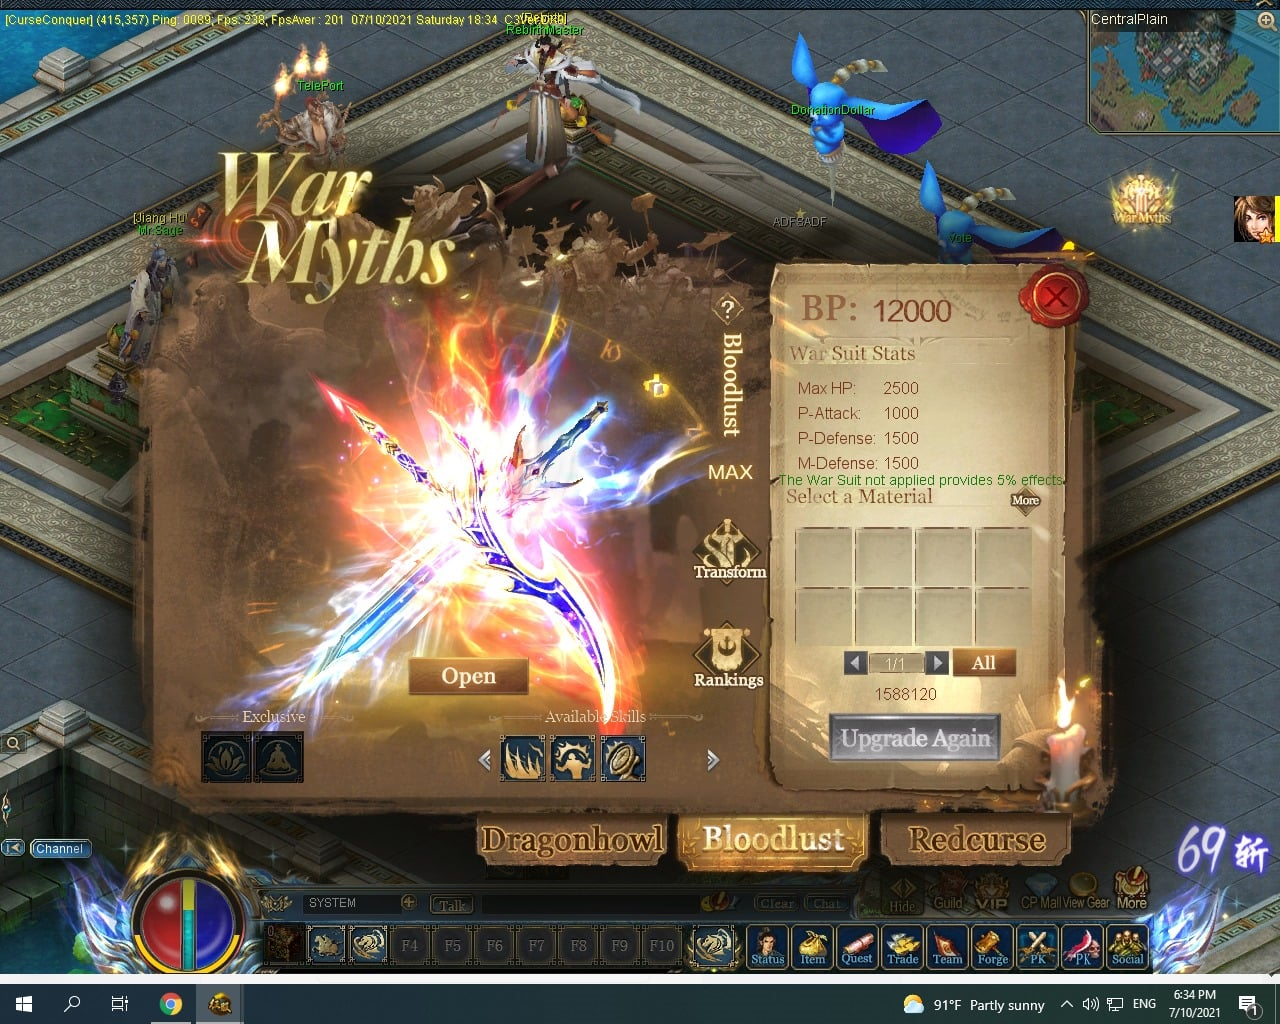 [CurseConquer] (415,357) Ping: 0089, Fps: 238, FpsAver : 201 07/10/2021 Saturday 18:34
[Rebirth]
RebirthMaster
CentralPlain
TelePort
DonationDollar
War
Myths
[Jiang Hu]
Mr.Sage
ADFSADF
WarMyths
Vote
BP: 12000
War Suit Stats
Max HP: 2500
P-Attack: 1000
P-Defense: 1500
M-Defense: 1500
The War Suit not applied provides 5% effects.
Select a Material
More
?
Bloodlust
MAX
Transform
Rankings
Open
1/1
All
1588120
Upgrade Again
Exclusive
Available Skills
Dragonhowl
Bloodlust
Redcurse
69 斩
Channel
SYSTEM
Talk
Clear
Chat
Hide
Guild
VIP
CP Mall
View Gear
More
F4
F5
F6
F7
F8
F9
F10
Status
Item
Quest
Trade
Team
Forge
PK
PK
Social
91°F Partly sunny
ENG
6:34 PM
7/10/2021
1